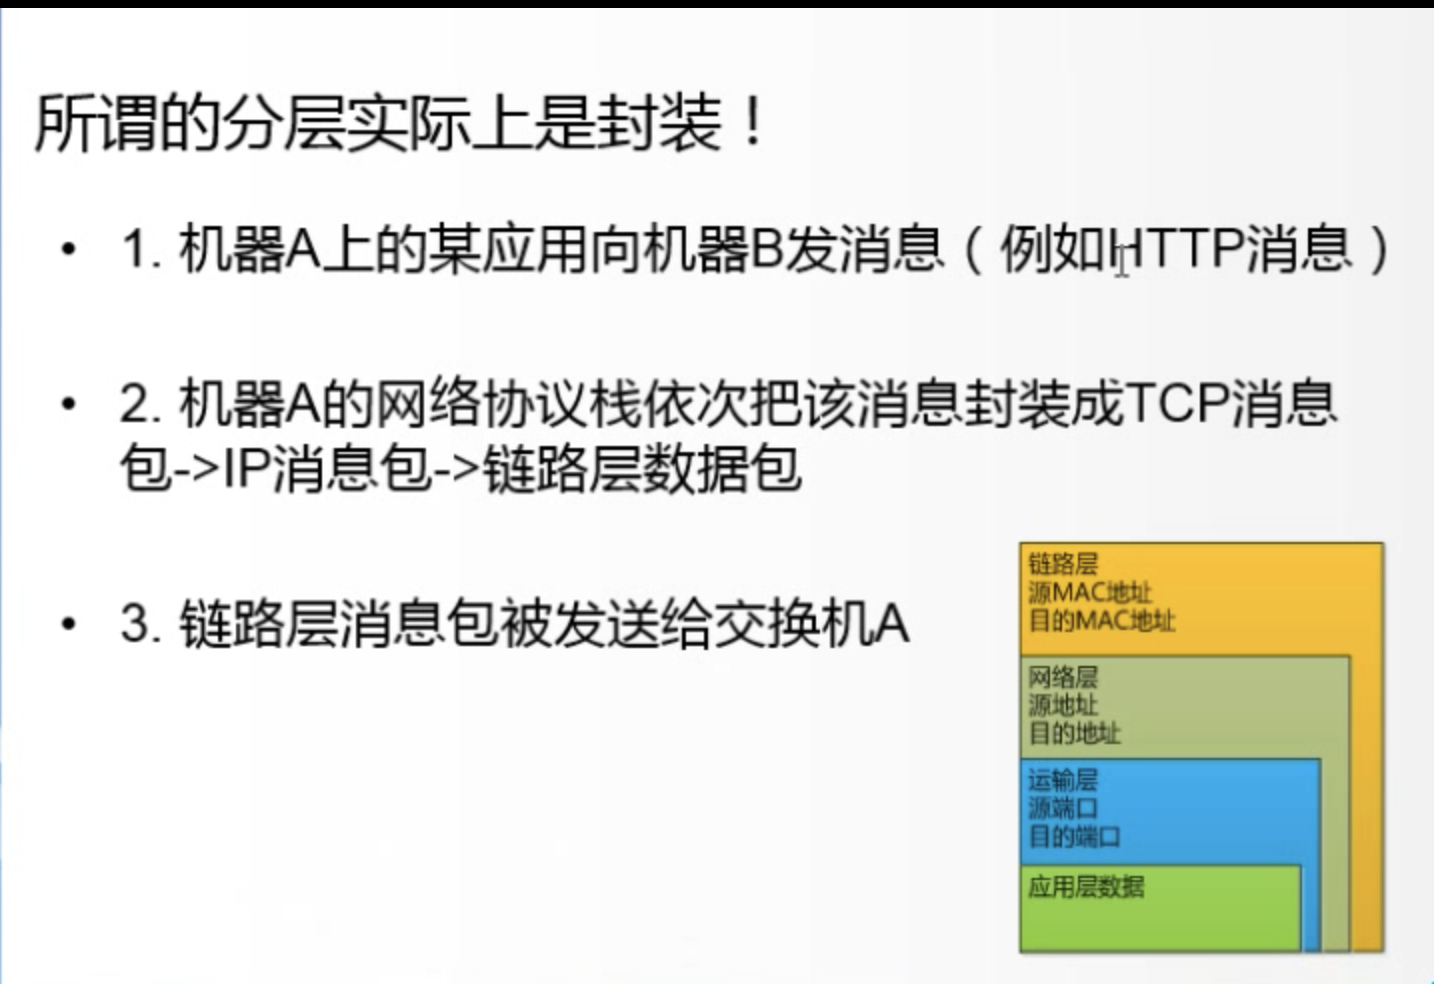 所谓的分层实际上是封装！
• 1. 机器A上的某应用向机器B发消息（例如HTTP消息）
• 2. 机器A的网络协议栈依次把该消息封装成TCP消息
包->IP消息包->链路层数据包
• 3. 链路层消息包被发送给交换机A
链路层
源MAC地址
目的MAC地址
网络层
源地址
目的地址
运输层
源端口
目的端口
应用层数据